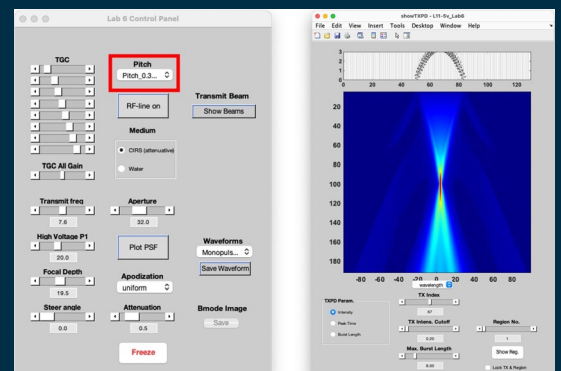 Lab 6 Control Panel
TGC
Pitch
Pitch_0.3...
RF-line on
Transmit Beam
Show Beams
Medium
CIRS (attenuative)
Water
TGC All Gain
Transmit freq
7.8
Aperture
32.0
High Voltage P1
20.0
Plot PSF
Waveforms
Monopuls...
Save Waveform
Focal Depth
19.5
Apodization
uniform
Steer angle
0.0
Attenuation
0.5
Bmode Image
Save
Freeze
showTXPD - L11-5v_Lab6
File Edit View Insert Tools Desktop Window Help
3
2
1
0
0 20 40 60 80 100 120
20
40
60
80
100
120
140
160
180
-80 -60 -40 -20 0 20 40 60 80
wavelength
TXPD Param.
Intensity
Peak Time
Burst Length
TX Index
67
TX Intens. Cutoff
Region No.
1
Max. Burst Length
Show Reg.
Lock TX & Region